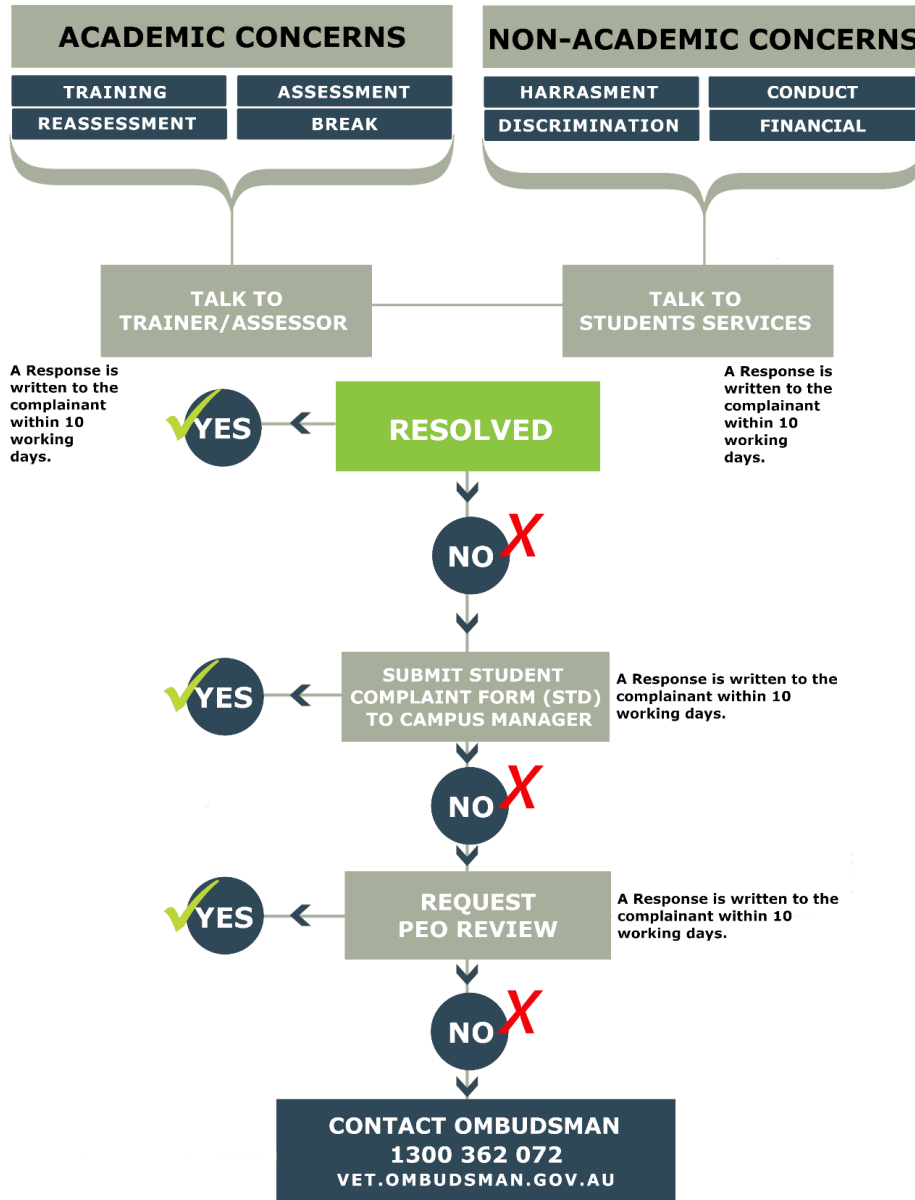 ACADEMIC CONCERNS
TRAINING
ASSESSMENT
REASSESSMENT
BREAK
NON-ACADEMIC CONCERNS
HARRASMENT
CONDUCT
DISCRIMINATION
FINANCIAL
TALK TO
TRAINER/ASSESSOR
TALK TO
STUDENTS SERVICES
A Response is
written to the
complainant
within 10
working
days.
A Response is
written to the
complainant
within 10
working
days.
YES
RESOLVED
NO
X
YES
SUBMIT STUDENT
COMPLAINT FORM (STD)
TO CAMPUS MANAGER
A Response is written to the
complainant within 10
working days.
NO
X
YES
REQUEST
PEO REVIEW
A Response is written to the
complainant within 10
working days.
NO
X
CONTACT OMBUDSMAN
1300 362 072
VET.OMBUDSMAN.GOV.AU